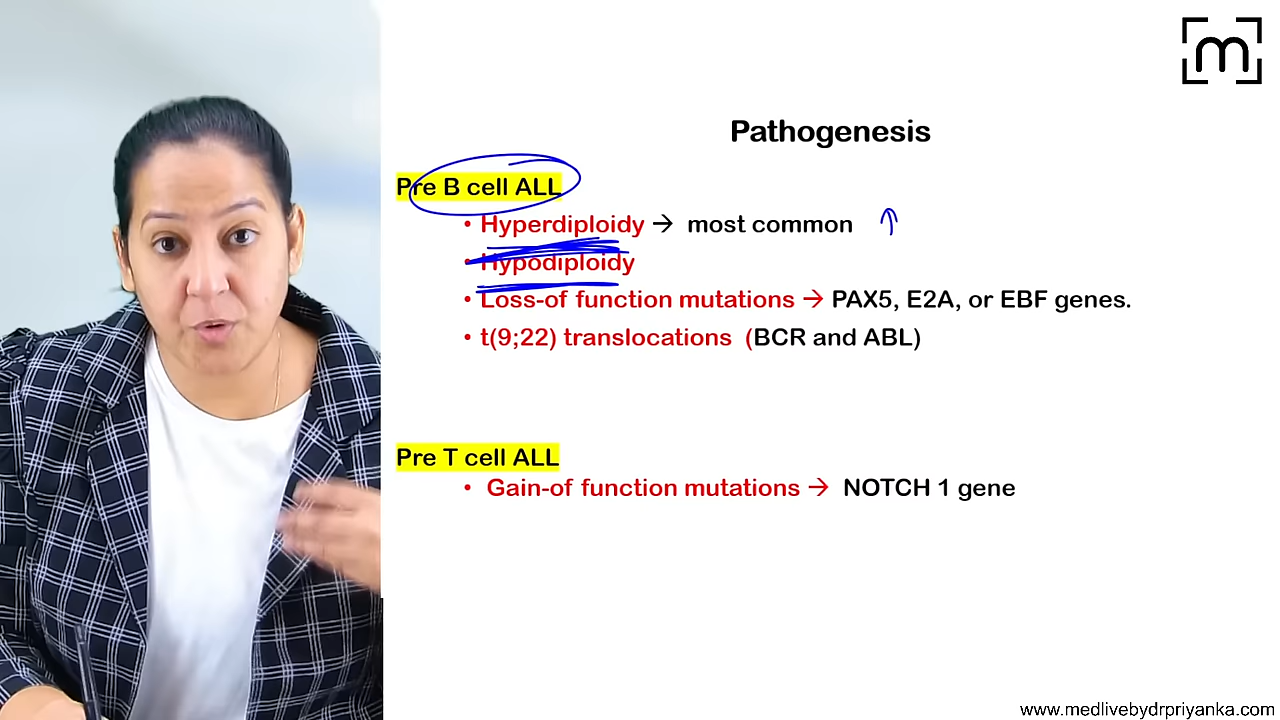 m
Pathogenesis
Pre B cell ALL
• Hyperdiploidy → most common ↑
• Hypodiploidy
• Loss-of function mutations → PAX5, E2A, or EBF genes.
• t(9;22) translocations (BCR and ABL)
Pre T cell ALL
• Gain-of function mutations → NOTCH 1 gene
www.medlivebydrpriyanka.com